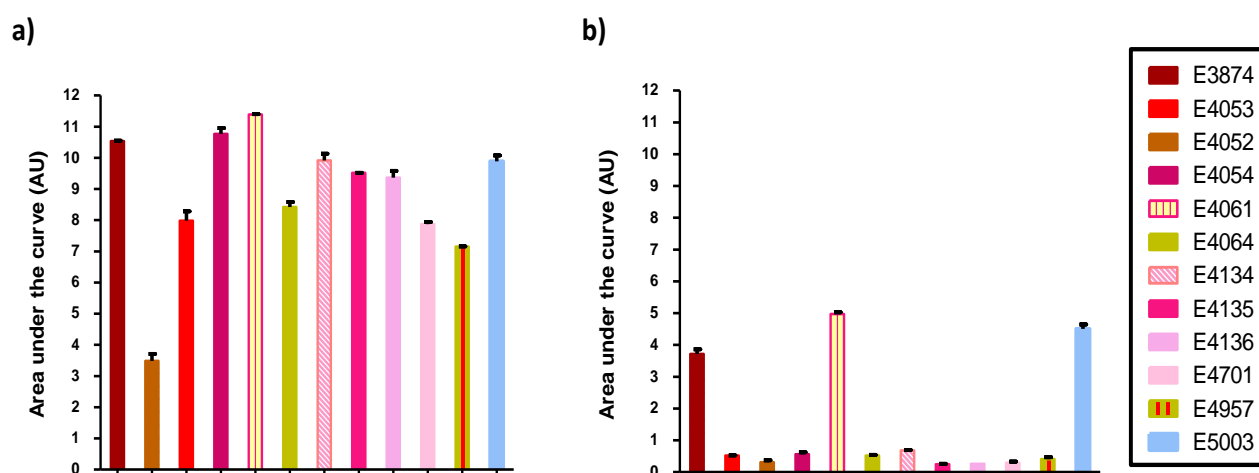 a)
Area under the curve (AU)
12
11
10
9
8
7
6
5
4
3
2
1
0
b)
Area under the curve (AU)
12
11
10
9
8
7
6
5
4
3
2
1
0
E3874
E4053
E4052
E4054
E4061
E4064
E4134
E4135
E4136
E4701
E4957
E5003